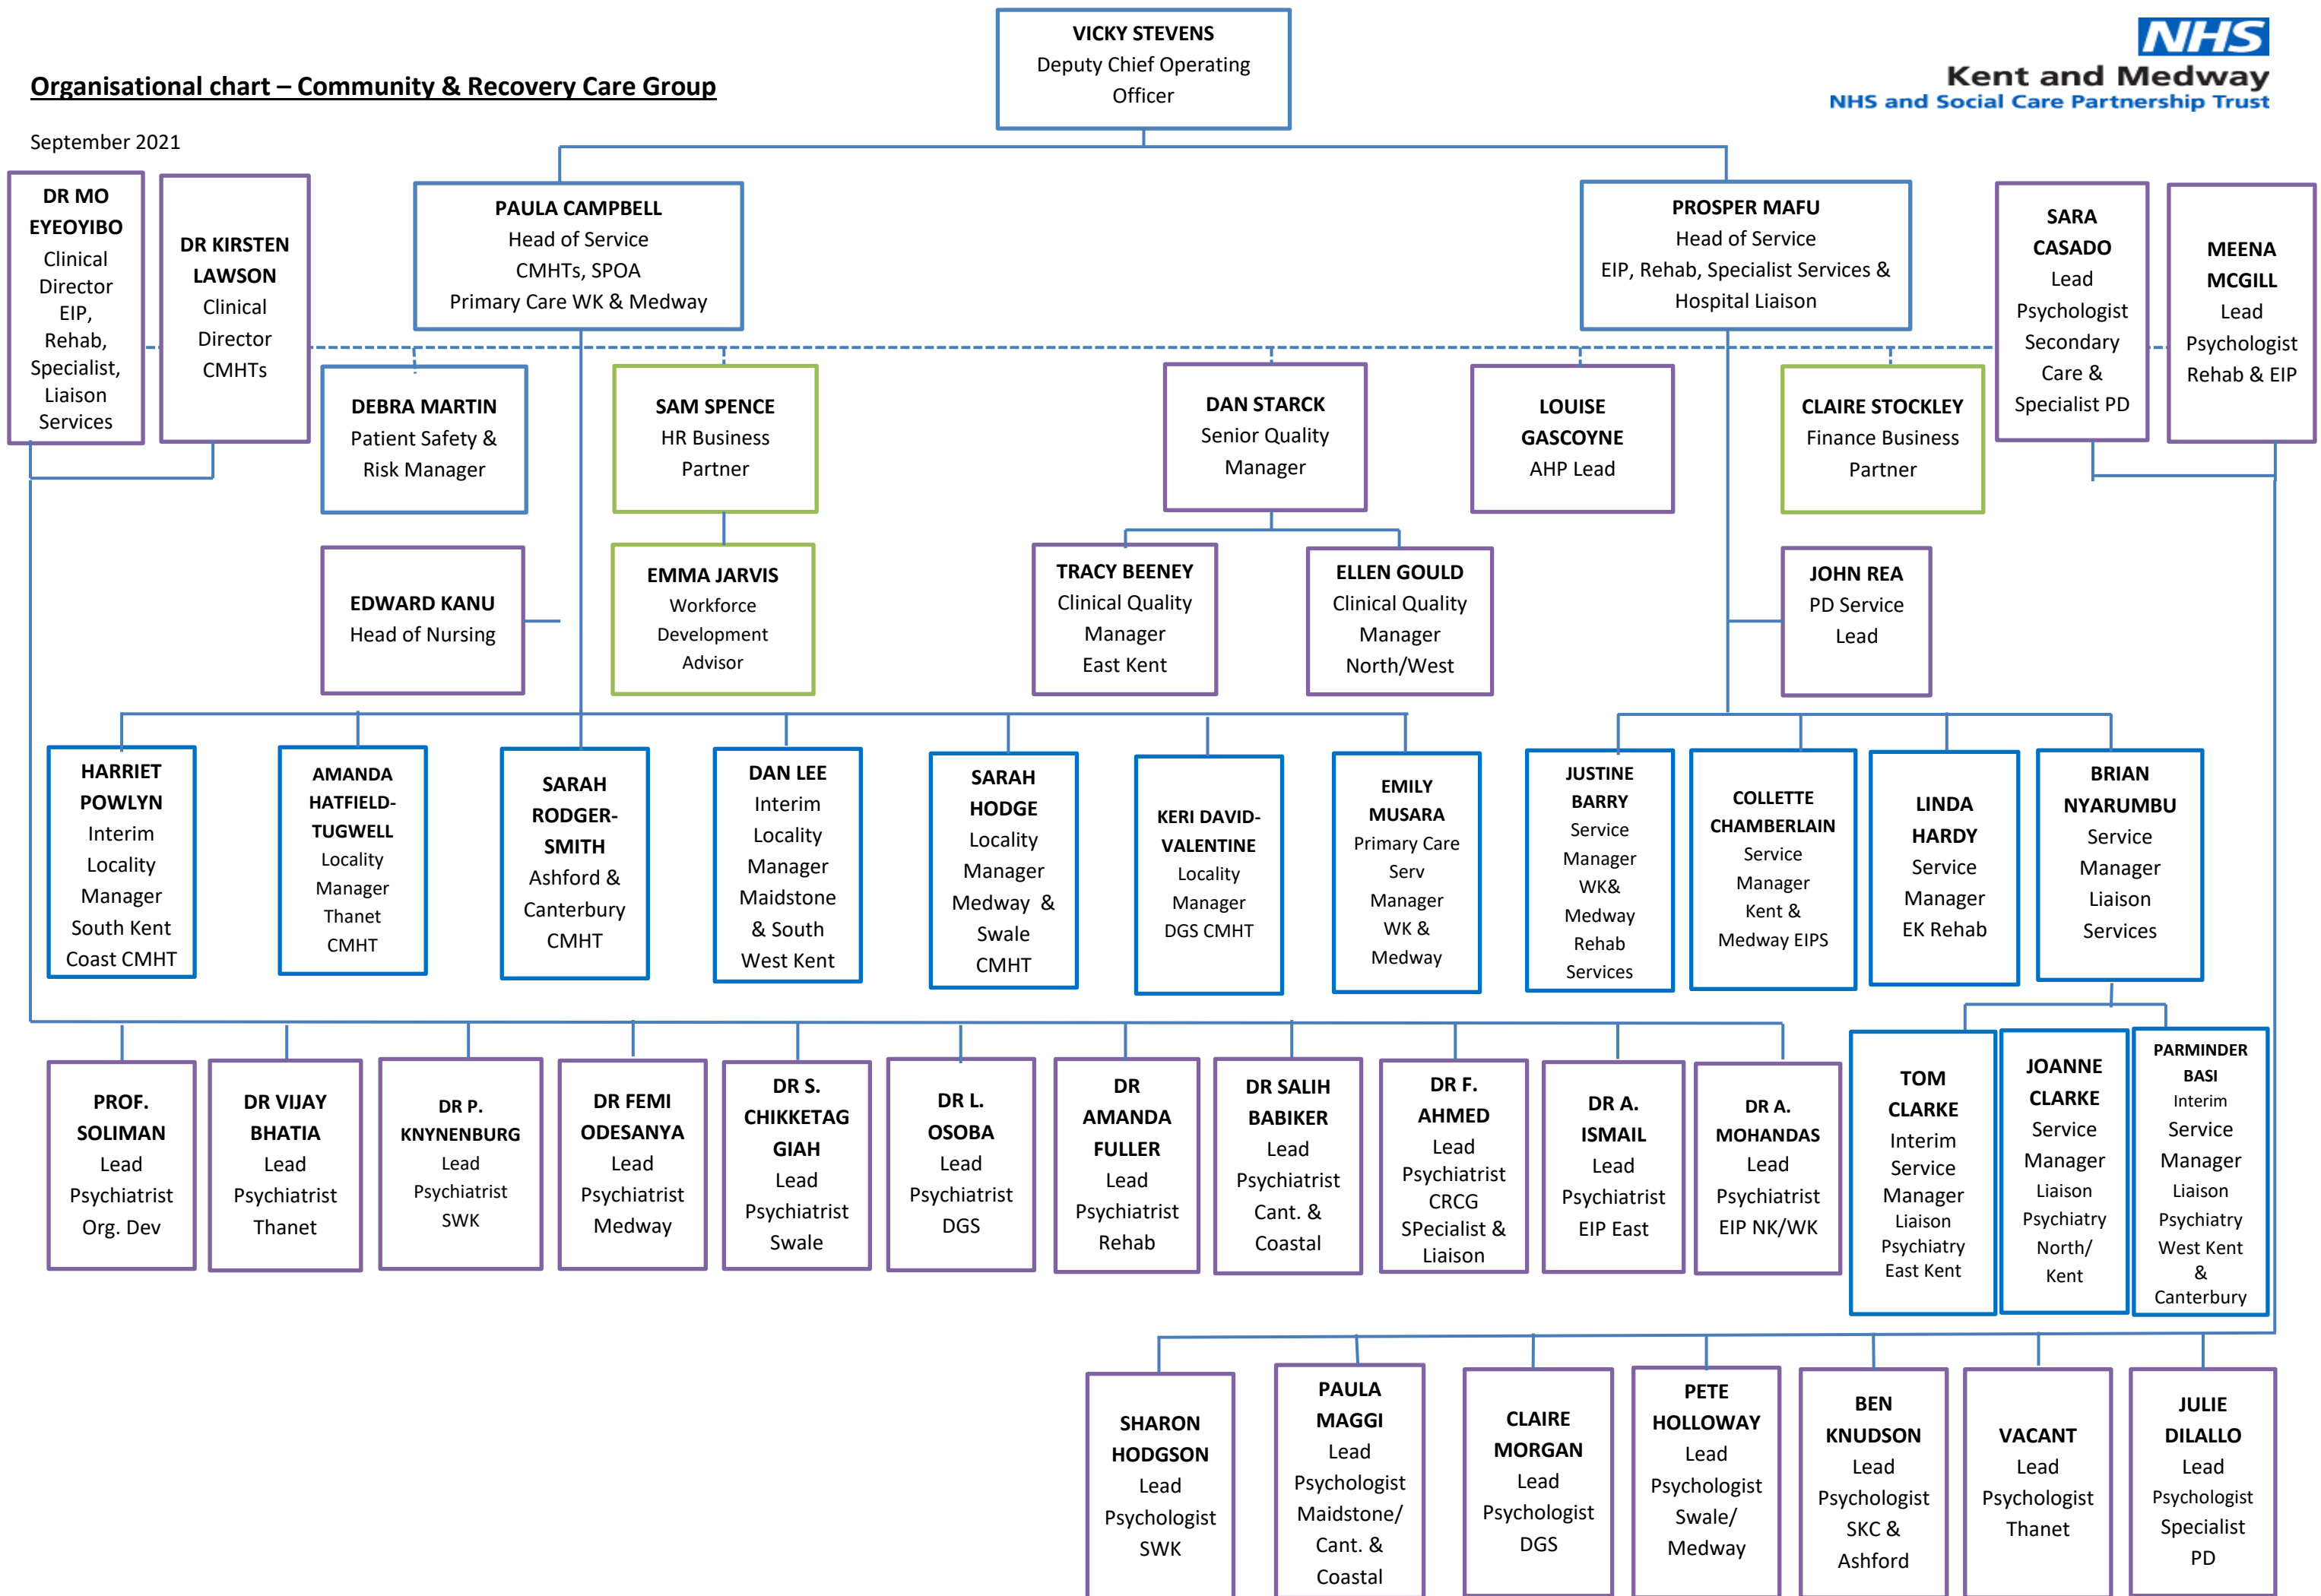 VICKY STEVENS
Deputy Chief Operating
Officer
NHS
Kent and Medway
NHS and Social Care Partnership Trust
Organisational chart – Community & Recovery Care Group
September 2021
DR MO
EYEOYIBO
Clinical
Director
EIP,
Rehab,
Specialist,
Liaison
Services
DR KIRSTEN
LAWSON
Clinical
Director
CMHTs
PAULA CAMPBELL
Head of Service
CMHTs, SPOA
Primary Care WK & Medway
PROSPER MAFU
Head of Service
EIP, Rehab, Specialist Services &
Hospital Liaison
SARA
CASADO
Lead
Psychologist
Secondary
Care &
Specialist PD
MEENA
MCGILL
Lead
Psychologist
Rehab & EIP
DEBRA MARTIN
Patient Safety &
Risk Manager
SAM SPENCE
HR Business
Partner
DAN STARCK
Senior Quality
Manager
LOUISE
GASCOYNE
AHP Lead
CLAIRE STOCKLEY
Finance Business
Partner
EDWARD KANU
Head of Nursing
EMMA JARVIS
Workforce
Development
Advisor
TRACY BEENEY
Clinical Quality
Manager
East Kent
ELLEN GOULD
Clinical Quality
Manager
North/West
JOHN REA
PD Service
Lead
HARRIET
POWLYN
Interim
Locality
Manager
South Kent
Coast CMHT
AMANDA
HATFIELD-
TUGWELL
Locality
Manager
Thanet
CMHT
SARAH
RODGER-
SMITH
Ashford &
Canterbury
CMHT
DAN LEE
Interim
Locality
Manager
Maidstone
& South
West Kent
SARAH
HODGE
Locality
Manager
Medway &
Swale
CMHT
KERI DAVID-
VALENTINE
Locality
Manager
DGS CMHT
EMILY
MUSARA
Primary Care
Serv
Manager
WK &
Medway
JUSTINE
BARRY
Service
Manager
WK&
Medway
Rehab
Services
COLLETTE
CHAMBERLAIN
Service
Manager
Kent &
Medway EIPS
LINDA
HARDY
Service
Manager
EK Rehab
BRIAN
NYARUMBU
Service
Manager
Liaison
Services
PROF.
SOLIMAN
Lead
Psychiatrist
Org. Dev
DR VIJAY
BHATIA
Lead
Psychiatrist
Thanet
DR P.
KNYNENBURG
Lead
Psychiatrist
SWK
DR FEMI
ODESANYA
Lead
Psychiatrist
Medway
DR S.
CHIKKETAG
GIAH
Lead
Psychiatrist
Swale
DR L.
OSOBA
Lead
Psychiatrist
DGS
DR
AMANDA
FULLER
Lead
Psychiatrist
Rehab
DR SALIH
BABIKER
Lead
Psychiatrist
Cant. &
Coastal
DR F.
AHMED
Lead
Psychiatrist
CRCG
SPecialist &
Liaison
DR A.
ISMAIL
Lead
Psychiatrist
EIP East
DR A.
MOHANDAS
Lead
Psychiatrist
EIP NK/WK
TOM
CLARKE
Interim
Service
Manager
Liaison
Psychiatry
East Kent
JOANNE
CLARKE
Service
Manager
Liaison
Psychiatry
North/
Kent
PARMINDER
BASI
Interim
Service
Manager
Liaison
Psychiatry
West Kent
&
Canterbury
SHARON
HODGSON
Lead
Psychologist
SWK
PAULA
MAGGI
Lead
Psychologist
Maidstone/
Cant. &
Coastal
CLAIRE
MORGAN
Lead
Psychologist
DGS
PETE
HOLLOWAY
Lead
Psychologist
Swale/
Medway
BEN
KNUDSON
Lead
Psychologist
SKC &
Ashford
VACANT
Lead
Psychologist
Thanet
JULIE
DILALLO
Lead
Psychologist
Specialist
PD